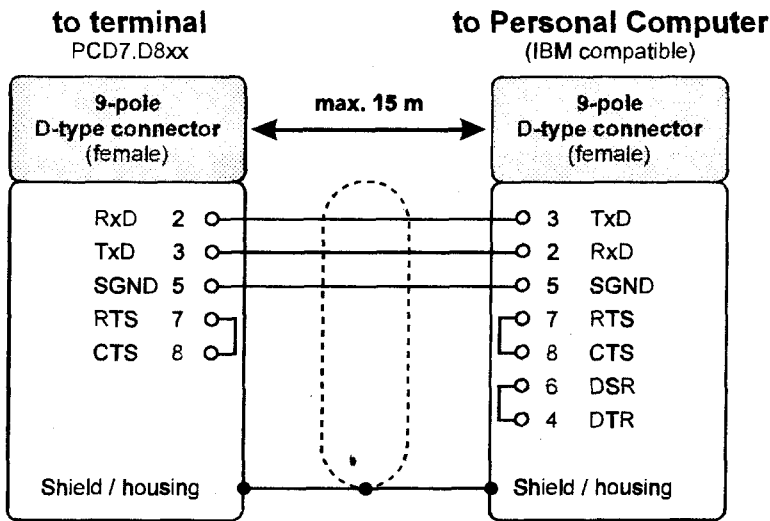 to terminal
PCD7.D8xx
to Personal Computer
(IBM compatible)
9-pole
D-type connector
(female)
max. 15 m
9-pole
D-type connector
(female)
RxD 2 3 TxD
TxD 3 2 RxD
SGND 5 5 SGND
RTS 7 7 RTS
CTS 8 8 CTS
6 DSR
4 DTR
Shield / housing Shield / housing